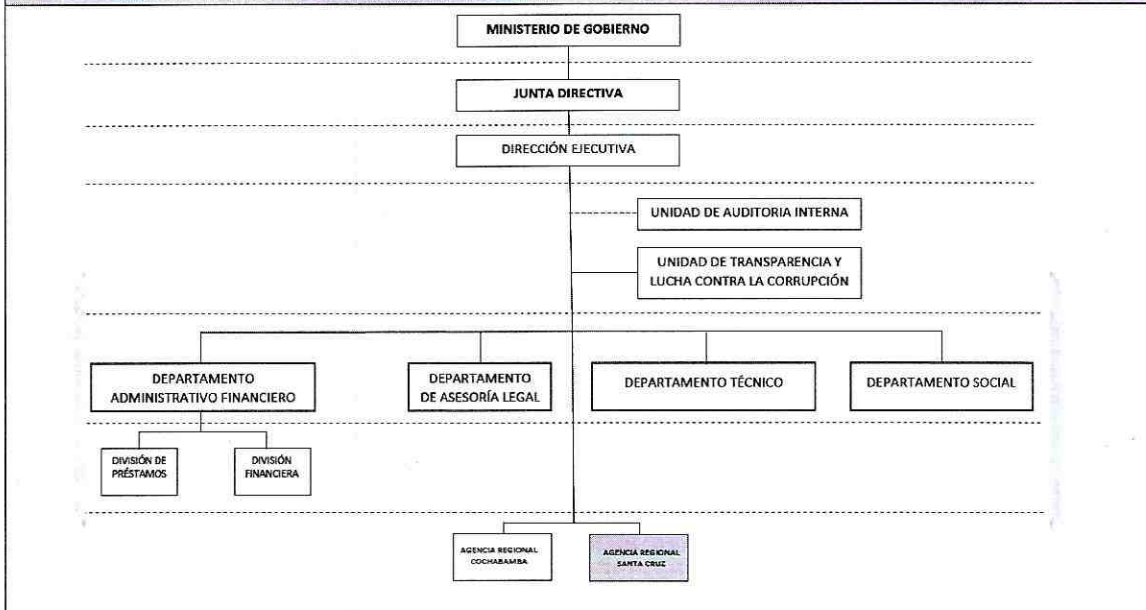 MINISTERIO DE GOBIERNO
JUNTA DIRECTIVA
DIRECCIÓN EJECUTIVA
UNIDAD DE AUDITORIA INTERNA
UNIDAD DE TRANSPARENCIA Y
LUCHA CONTRA LA CORRUPCIÓN
DEPARTAMENTO
ADMINISTRATIVO FINANCIERO
DEPARTAMENTO
DE ASESORÍA LEGAL
DEPARTAMENTO TÉCNICO
DEPARTAMENTO SOCIAL
DIVISIÓN DE
PRÉSTAMOS
DIVISIÓN
FINANCIERA
AGENCIA REGIONAL
COCHABAMBA
AGENCIA REGIONAL
SANTA CRUZ